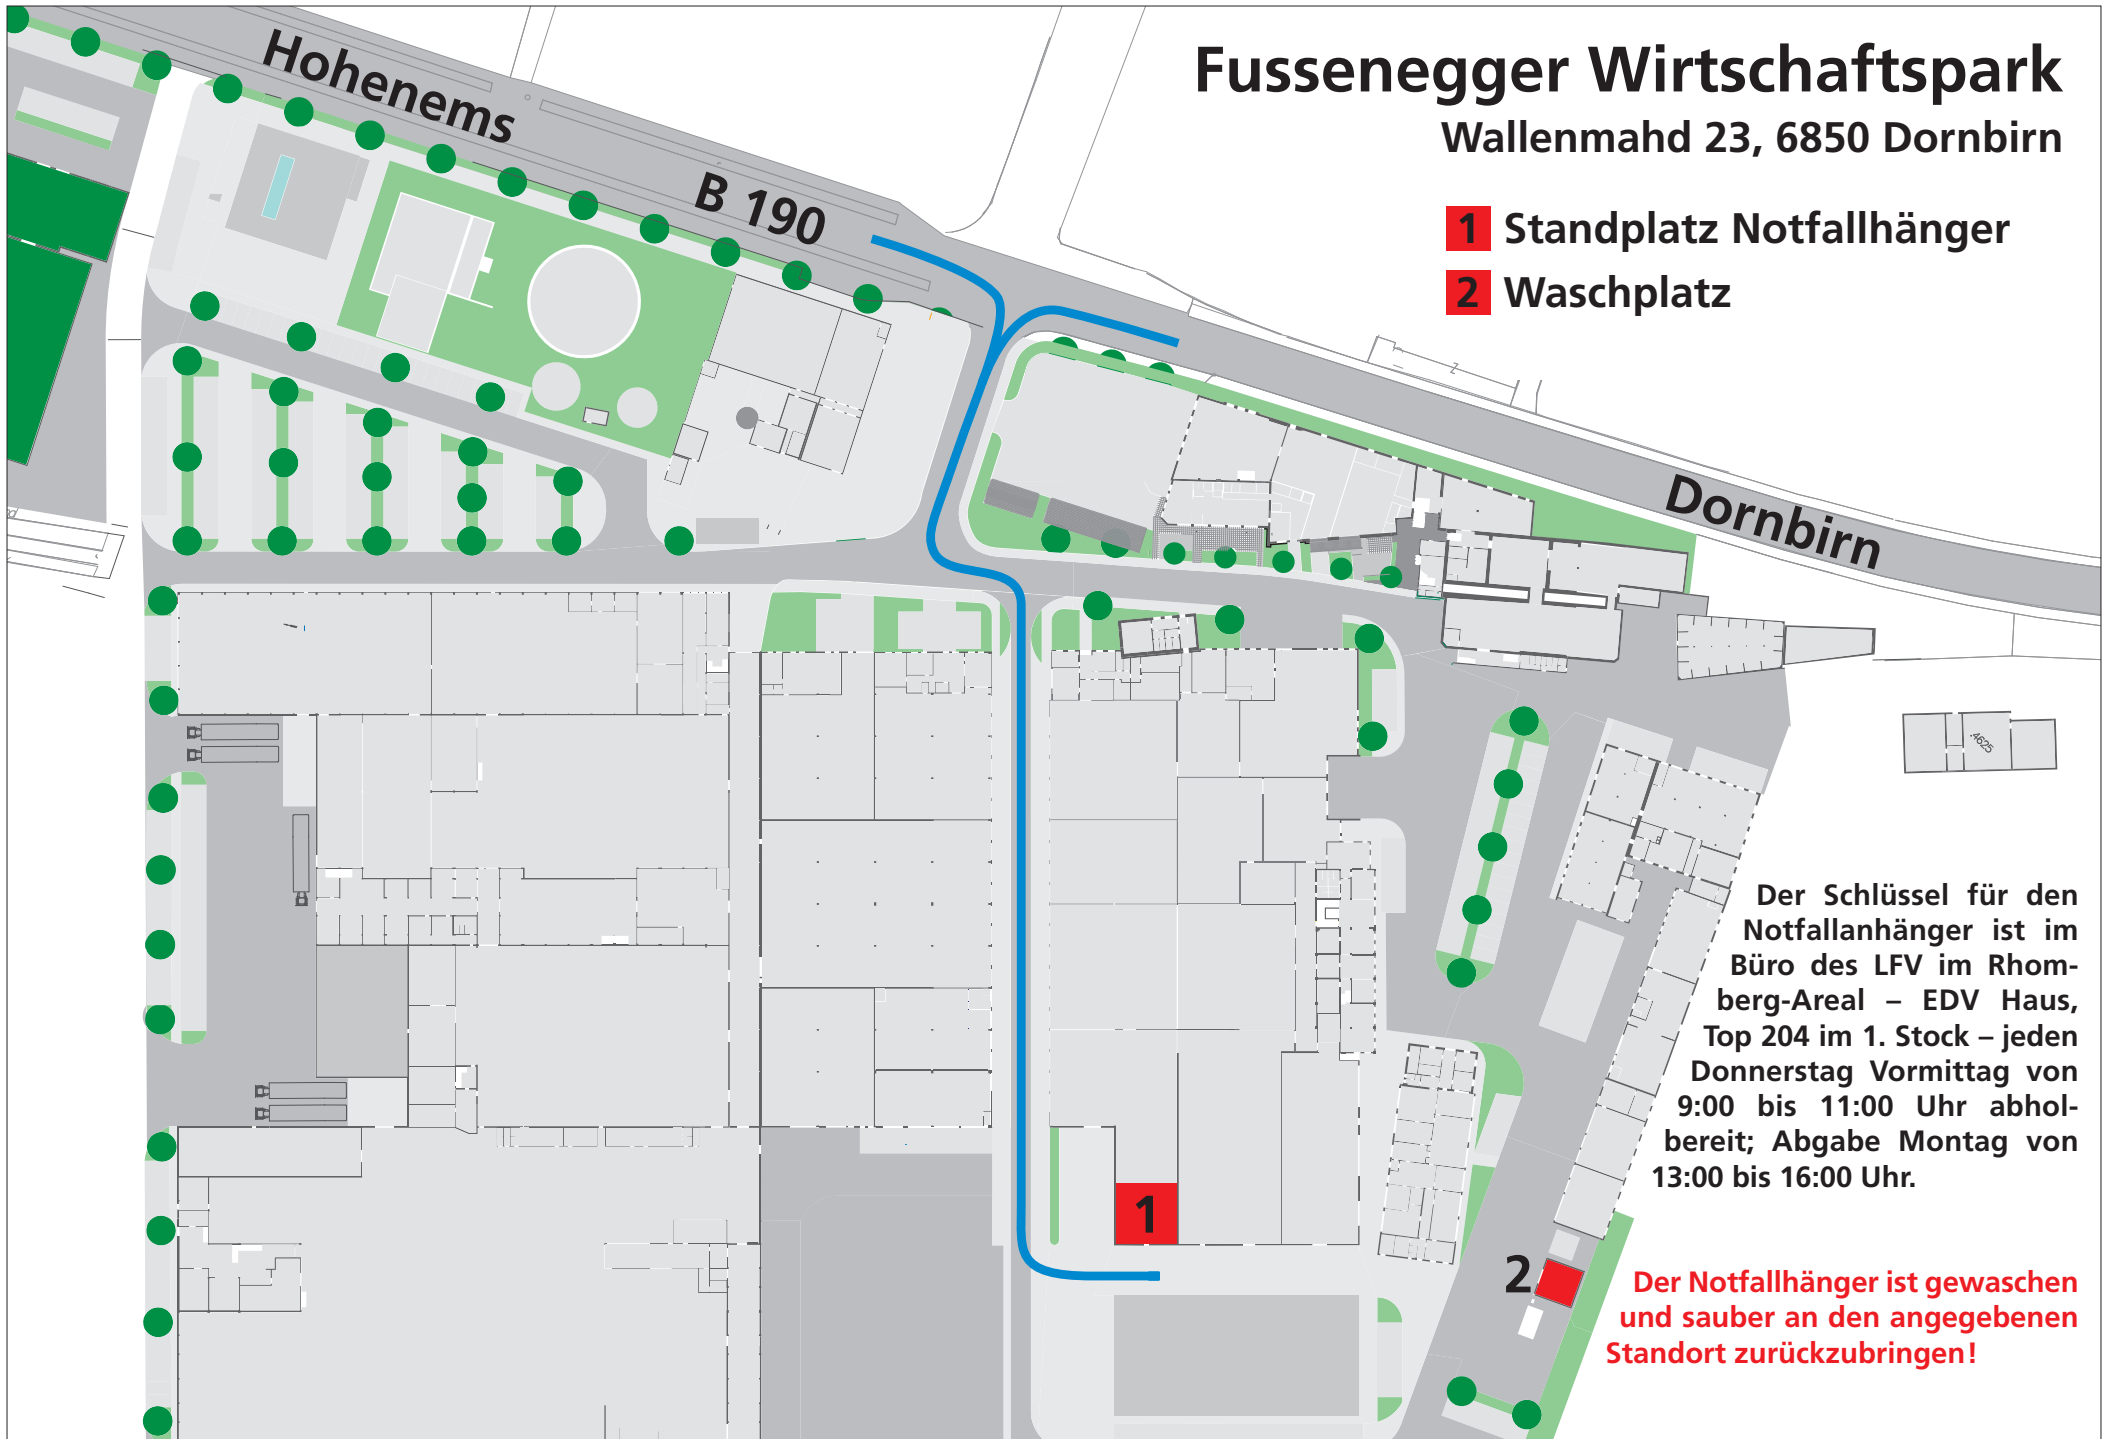 Fussenegger Wirtschaftspark
Wallenmahd 23, 6850 Dornbirn
1 Standplatz Notfallhänger
2 Waschplatz
Hohenems
B 190
Dornbirn
.4625
Der Schlüssel für den
Notfallanhänger ist im
Büro des LFV im Rhom-
berg-Areal – EDV Haus,
Top 204 im 1. Stock – jeden
Donnerstag Vormittag von
9:00 bis 11:00 Uhr abhol-
bereit; Abgabe Montag von
13:00 bis 16:00 Uhr.
1
2
Der Notfallhänger ist gewaschen
und sauber an den angegebenen
Standort zurückzubringen!